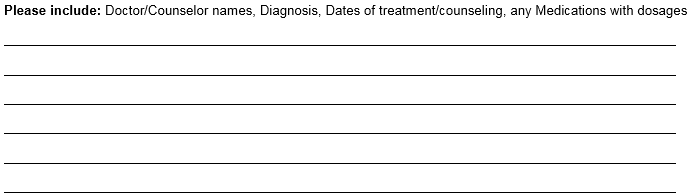 Please include: Doctor/Counselor names, Diagnosis, Dates of treatment/counseling, any Medications with dosages